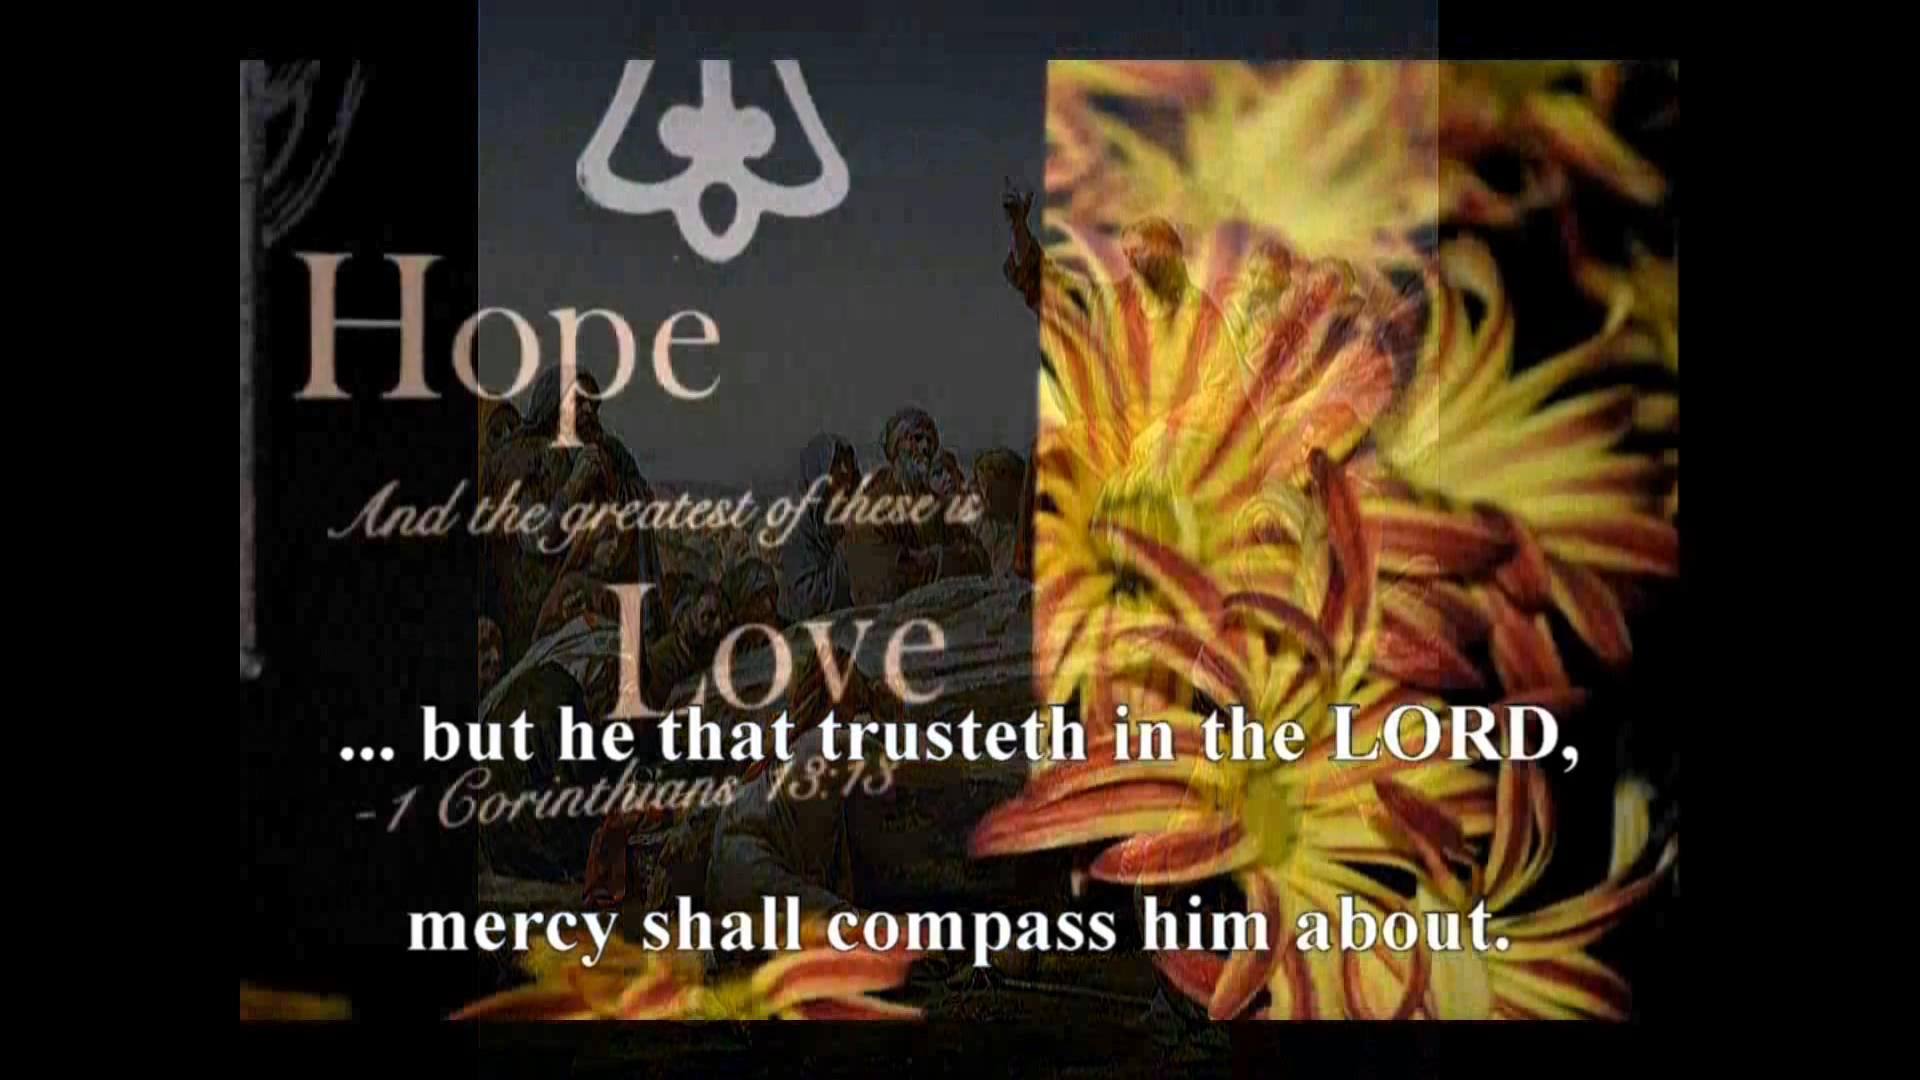 Hope
And the greatest of these is
Love
... but he that trusteth in the LORD,
- 1 Corinthians 13:13
mercy shall compass him about.